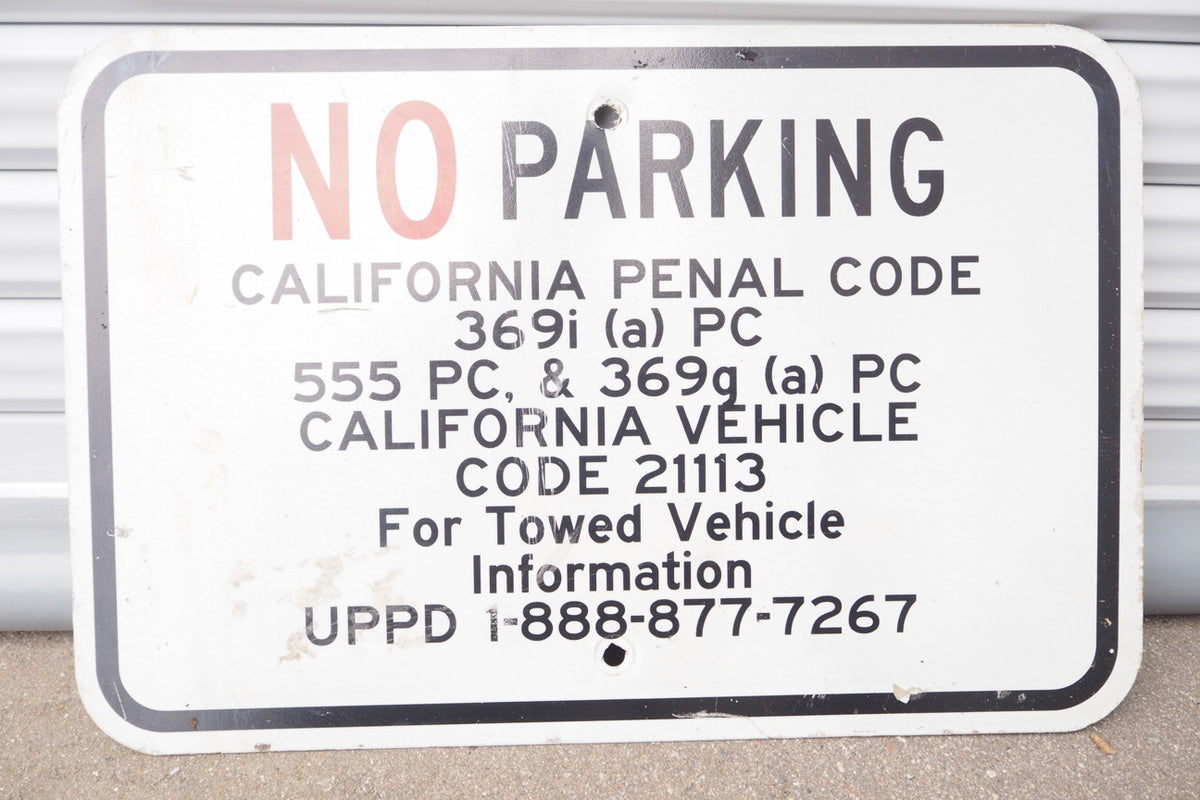 NO PARKING
CALIFORNIA PENAL CODE
369i (a) PC
555 PC, & 369g (a) PC
CALIFORNIA VEHICLE
CODE 21113
For Towed Vehicle
Information
UPPD 1-888-877-7267